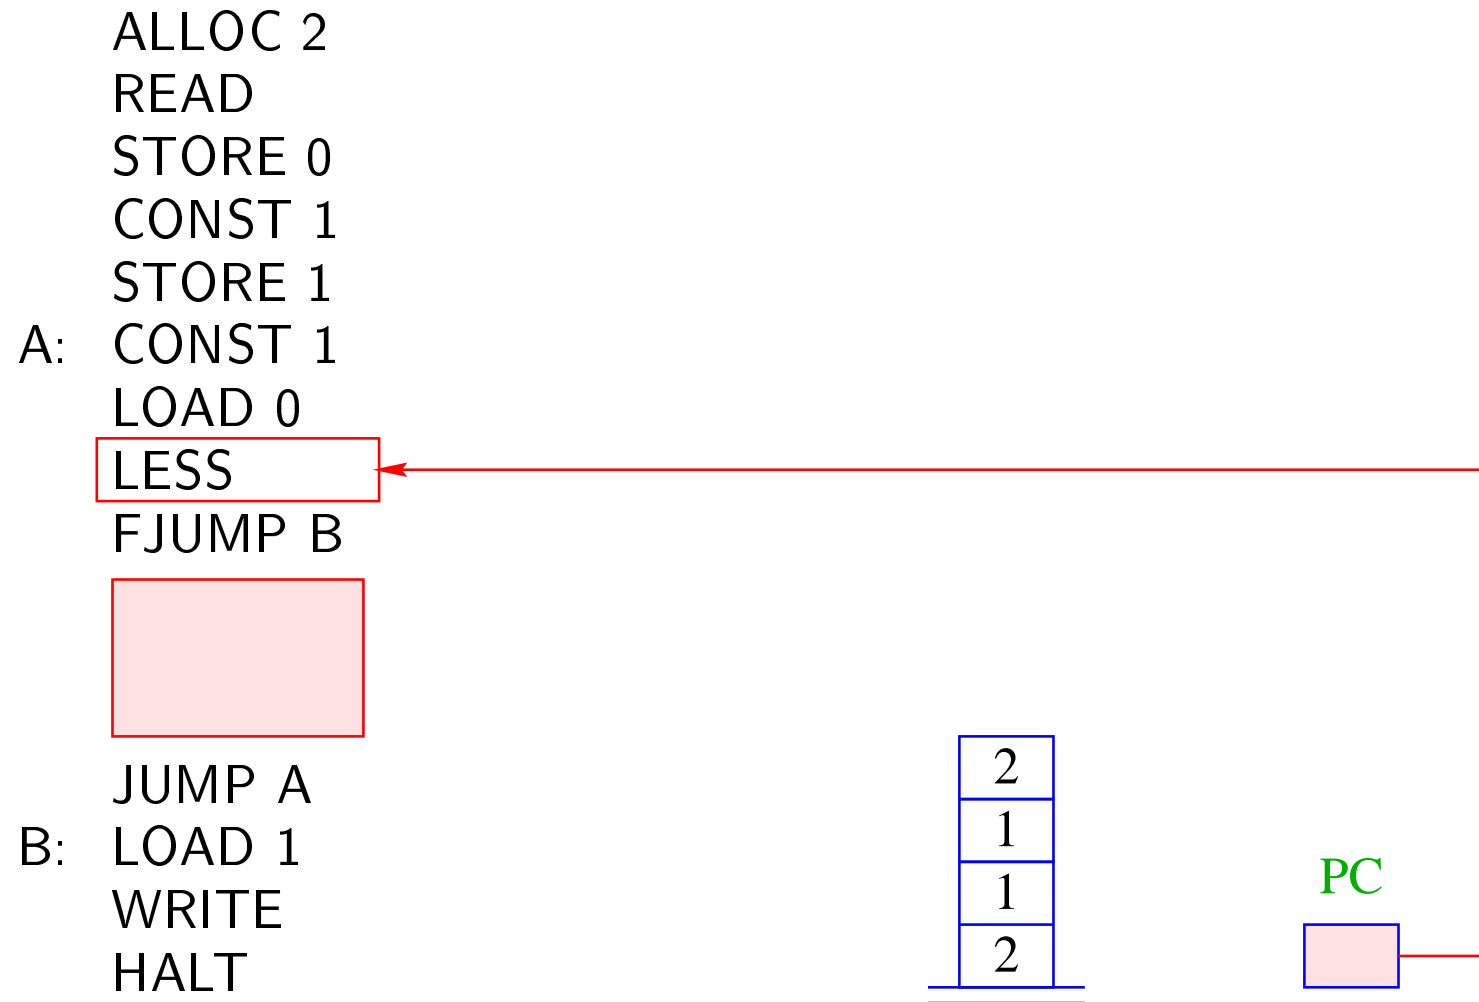 ALLOC 2
READ
STORE 0
CONST 1
STORE 1
A: CONST 1
LOAD 0
LESS
FJUMP B
JUMP A
B: LOAD 1
WRITE
HALT
2
1
1
2
PC